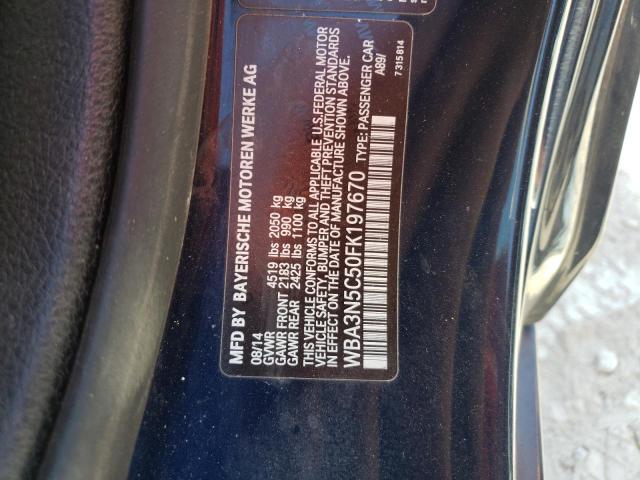 MFD BY BAYERISCHE MOTOREN WERKE AG
08/14
GVWR 4519 lbs 2050 kg
GAWR FRONT 2183 lbs 990 kg
GAWR REAR 2425 lbs 1100 kg
THIS VEHICLE CONFORMS TO ALL APPLICABLE U.S.FEDERAL MOTOR
VEHICLE SAFETY, BUMPER AND THEFT PREVENTION STANDARDS
IN EFFECT ON THE DATE OF MANUFACTURE SHOWN ABOVE.
WBA3N5C50FK197670 TYPE: PASSENGER CAR
A89/
7 315 814